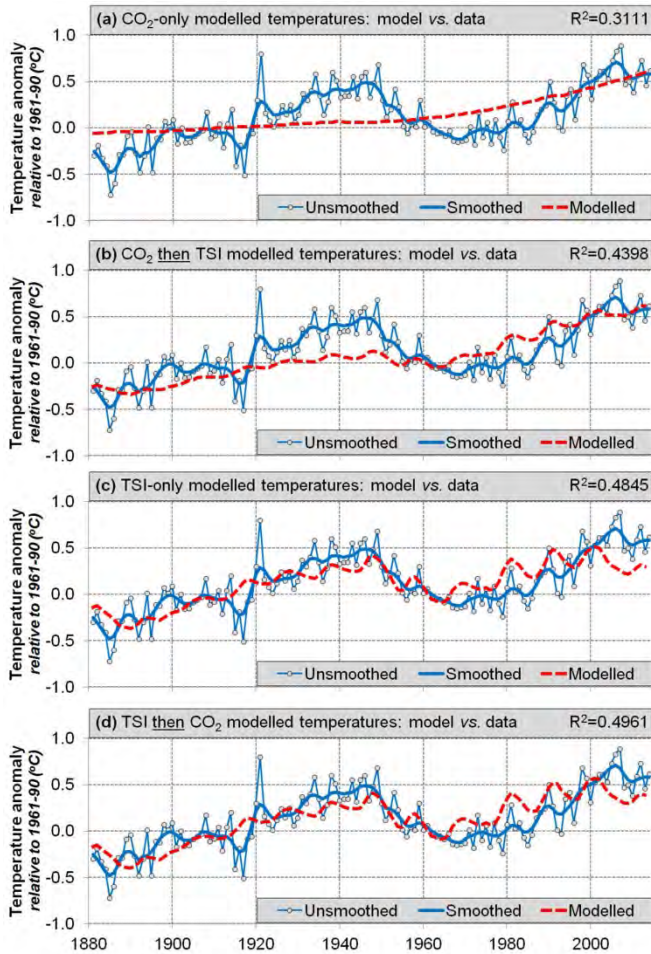 (a) CO₂-only modelled temperatures: model vs. data R²=0.3111
Temperature anomaly
relative to 1961-90 (ºC)
1.0
0.5
0.0
-0.5
-1.0
Unsmoothed Smoothed Modelled
(b) CO₂ then TSI modelled temperatures: model vs. data R²=0.4398
Temperature anomaly
relative to 1961-90 (ºC)
1.0
0.5
0.0
-0.5
-1.0
Unsmoothed Smoothed Modelled
(c) TSI-only modelled temperatures: model vs. data R²=0.4845
Temperature anomaly
relative to 1961-90 (ºC)
1.0
0.5
0.0
-0.5
-1.0
Unsmoothed Smoothed Modelled
(d) TSI then CO₂ modelled temperatures: model vs. data R²=0.4961
Temperature anomaly
relative to 1961-90 (ºC)
1.0
0.5
0.0
-0.5
-1.0
Unsmoothed Smoothed Modelled
1880 1900 1920 1940 1960 1980 2000